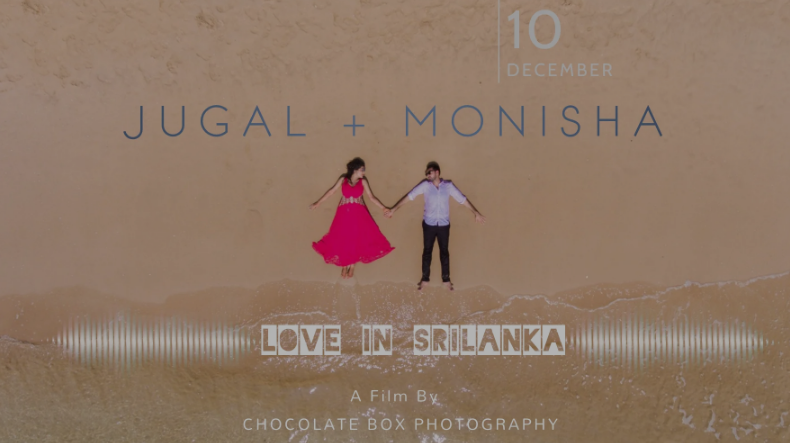 10
DECEMBER
JUGAL + MONISHA
LOVE IN SRILANKA
A Film By
CHOCOLATE BOX PHOTOGRAPHY